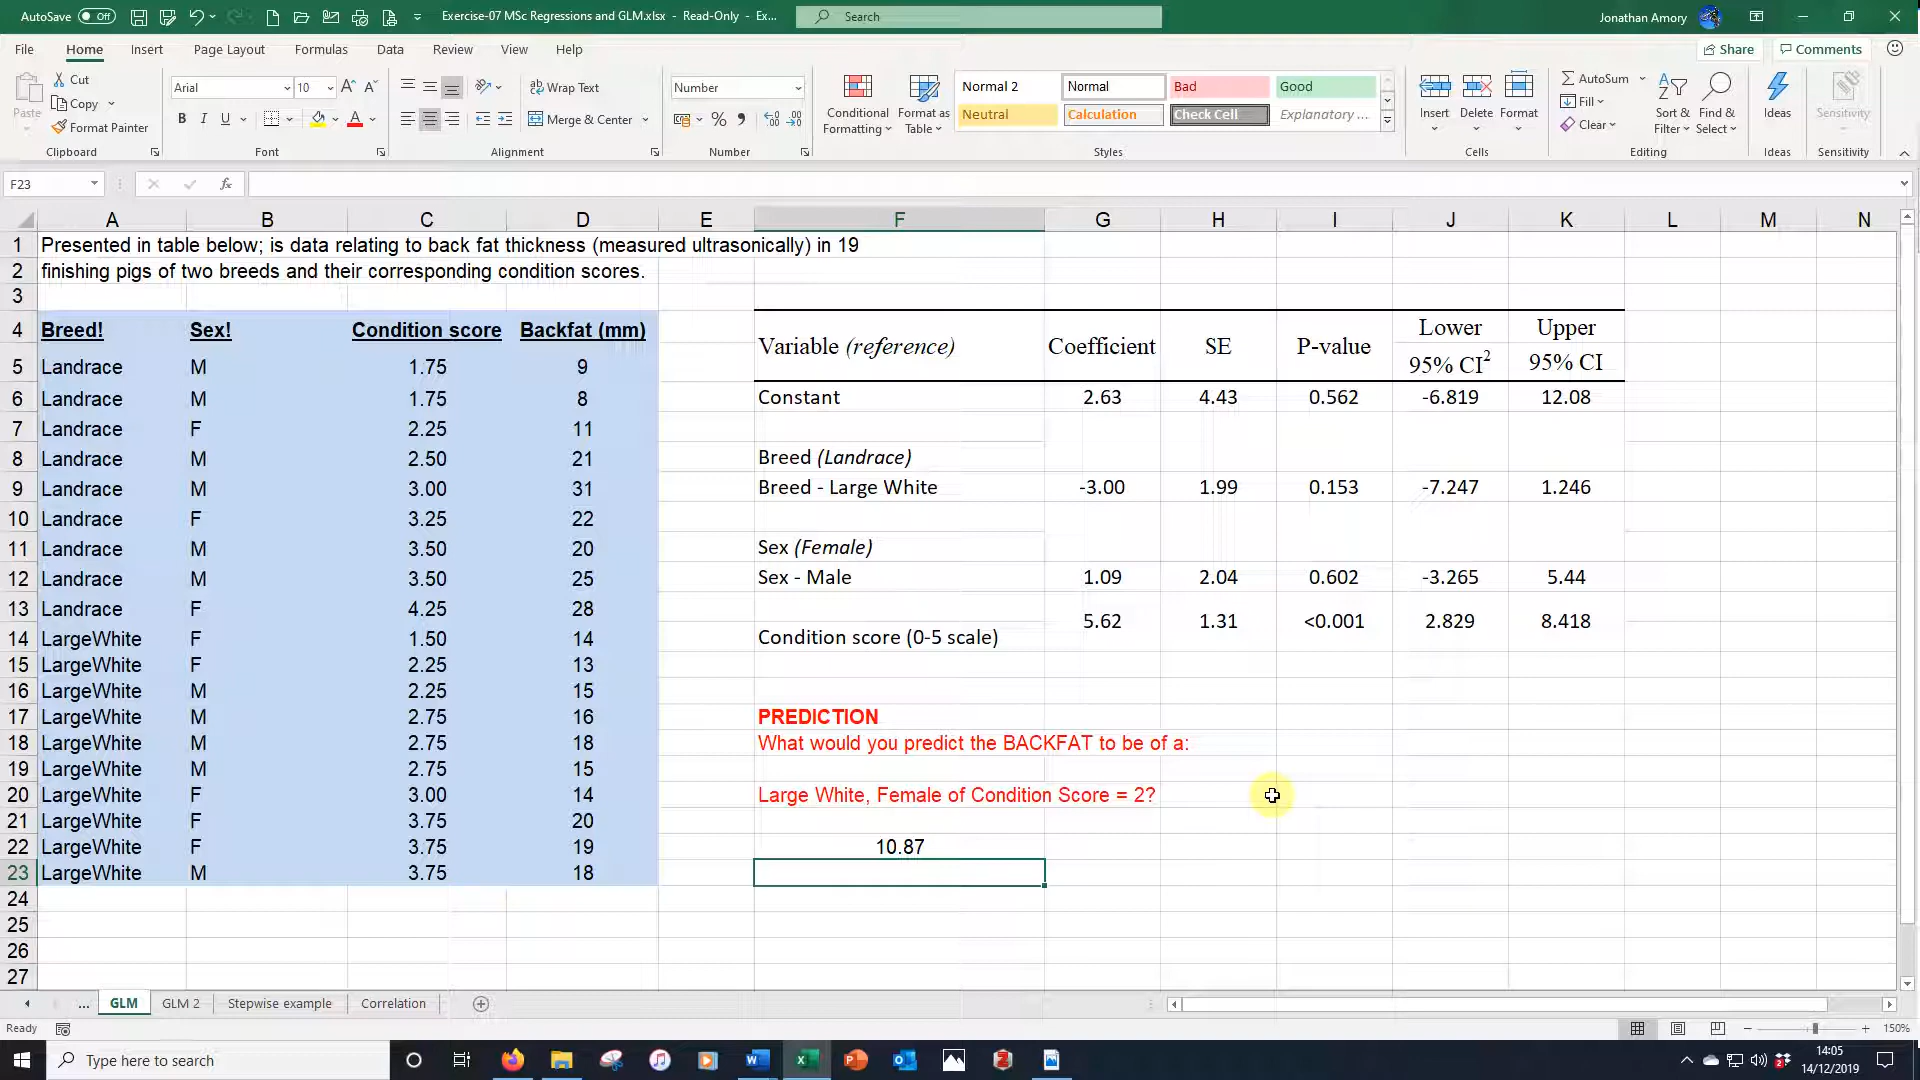 AutoSave Off Exercise-07 MSc Regressions and GLM.xlsx - Read-Only - Ex... Search Jonathan Amory
File Home Insert Page Layout Formulas Data Review View Help Share Comments
Paste Cut Copy Format Painter
Arial 10 Wrap Text Merge & Center
Number
Conditional Formatting Format as Table
Normal 2 Normal Bad Good
Neutral Calculation Check Cell Explanatory ...
Insert Delete Format
AutoSum Fill Clear Sort & Filter Find & Select Ideas Sensitivity
Clipboard Font Alignment Number Styles Cells Editing Ideas Sensitivity
F23 fx
A B C D E F G H I J K L M N
1 Presented in table below; is data relating to back fat thickness (measured ultrasonically) in 19
2 finishing pigs of two breeds and their corresponding condition scores.
3
4 Breed! Sex! Condition score Backfat (mm) Variable (reference) Coefficient SE P-value Lower 95% CI2 Upper 95% CI
5 Landrace M 1.75 9
6 Landrace M 1.75 8 Constant 2.63 4.43 0.562 -6.819 12.08
7 Landrace F 2.25 11
8 Landrace M 2.50 21 Breed (Landrace)
9 Landrace M 3.00 31 Breed - Large White -3.00 1.99 0.153 -7.247 1.246
10 Landrace F 3.25 22
11 Landrace M 3.50 20 Sex (Female)
12 Landrace M 3.50 25 Sex - Male 1.09 2.04 0.602 -3.265 5.44
13 Landrace F 4.25 28
14 LargeWhite F 1.50 14 Condition score (0-5 scale) 5.62 1.31 <0.001 2.829 8.418
15 LargeWhite F 2.25 13
16 LargeWhite M 2.25 15
17 LargeWhite M 2.75 16 PREDICTION
18 LargeWhite M 2.75 18 What would you predict the BACKFAT to be of a:
19 LargeWhite M 2.75 15
20 LargeWhite F 3.00 14 Large White, Female of Condition Score = 2?
21 LargeWhite F 3.75 20
22 LargeWhite F 3.75 19 10.87
23 LargeWhite M 3.75 18
24
25
26
27
... GLM GLM 2 Stepwise example Correlation
Ready 150%
Type here to search 14:05
14/12/2019